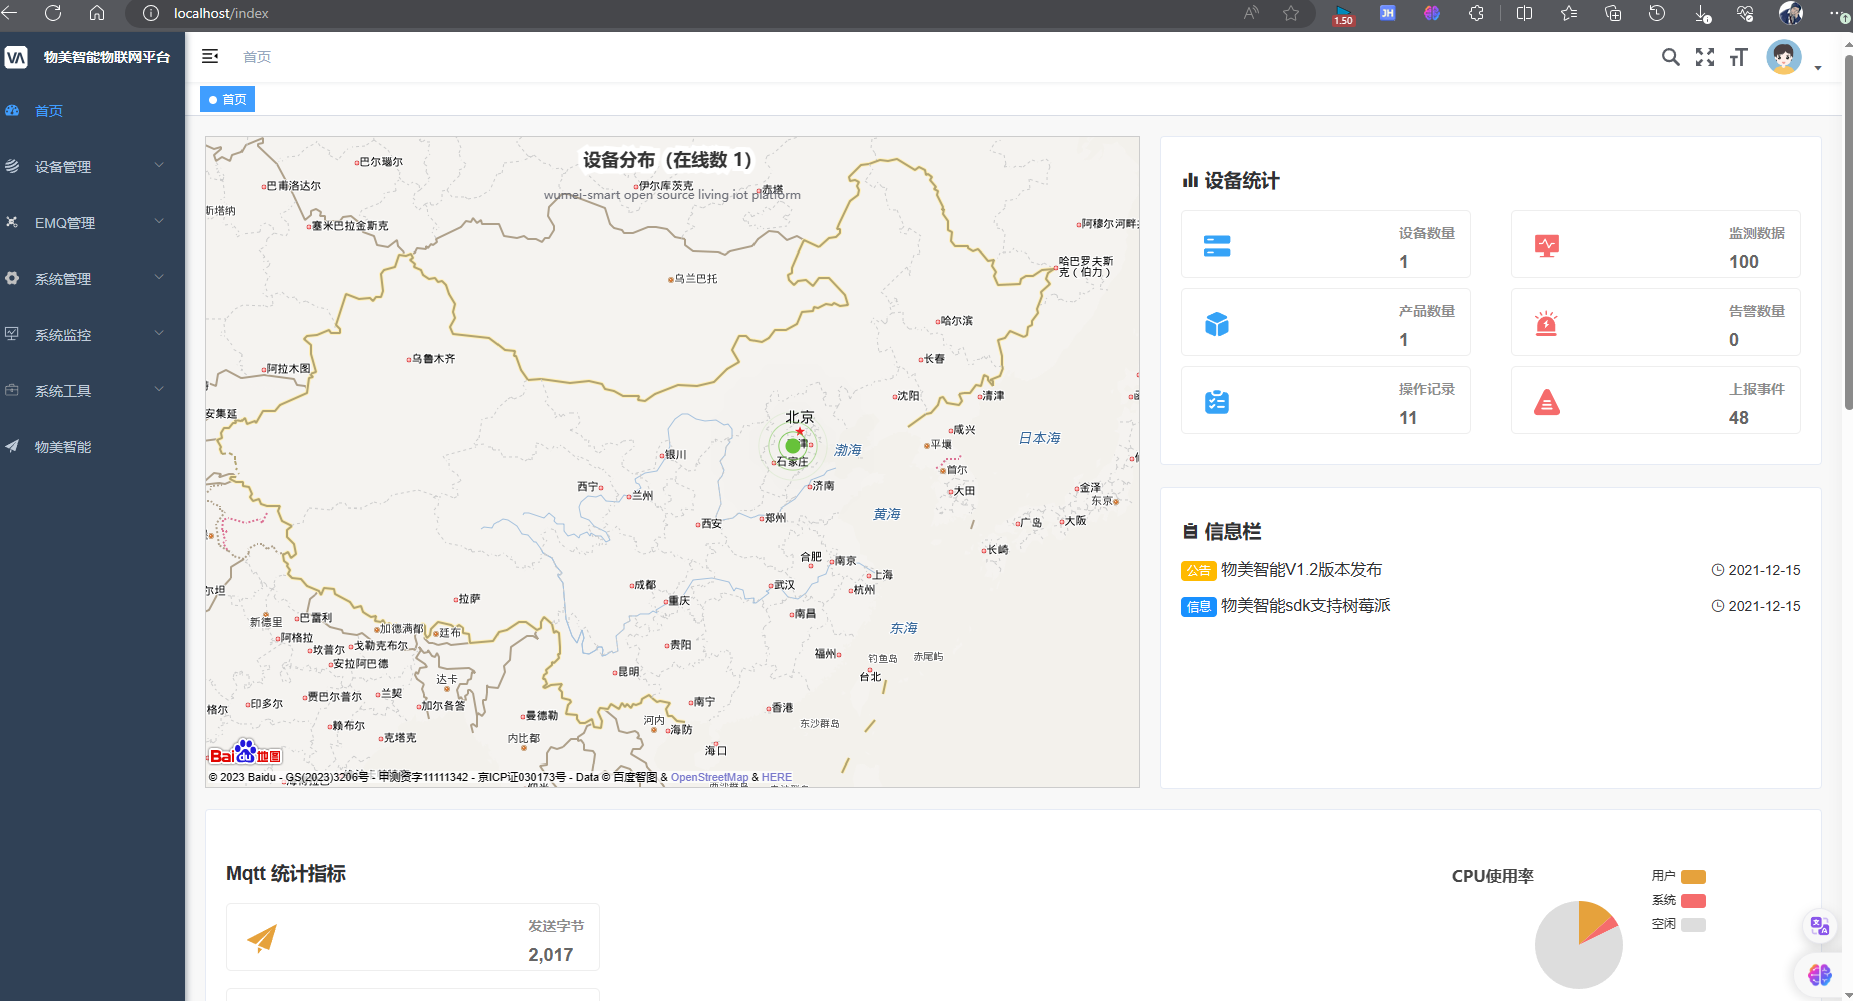 localhost/index
1.50
JH
物美智能物联网平台
首页
设备管理
EMQ管理
系统管理
系统监控
系统工具
物美智能
首页
首页
设备分布（在线数 1）
wumei-smart open source living iot platform
巴尔瑙尔
巴甫洛达尔
伊尔库茨克
赤塔
斯塔纳
塞米巴拉金斯克
阿穆尔河畔
哈巴罗夫斯
克（伯力）
乌兰巴托
哈尔滨
乌鲁木齐
长春
阿拉木图
沈阳
清津
安集延
北京
咸兴
日本海
平壤
渤海
银川
石家庄
首尔
西宁
兰州
济南
大田
金泽
东京
黄海
西安
郑州
广岛
大阪
长崎
合肥
南京
上海
成都
武汉
杭州
尔坦
拉萨
重庆
南昌
新德里
巴雷利
加德满都
廷布
东海
阿格拉
坎普尔
戈勒克布尔
贵阳
福州
钓鱼岛
赤尾屿
安拉阿巴德
昆明
台北
达卡
贾巴尔普尔
兰契
印多尔
加尔各答
南宁
香港
格尔
曼德勒
河内
东沙群岛
赖布尔
海防
克塔克
内比都
海口
Bai du 地图
© 2023 Baidu - GS(2023)3206号 - 甲测资字11111342 - 京ICP证030173号 - Data © 百度智图 & OpenStreetMap & HERE
设备统计
设备数量
1
监测数据
100
产品数量
1
告警数量
0
操作记录
11
上报事件
48
信息栏
公告 物美智能V1.2版本发布 2021-12-15
信息 物美智能sdk支持树莓派 2021-12-15
Mqtt 统计指标
发送字节
2,017
CPU使用率
用户
系统
空闲